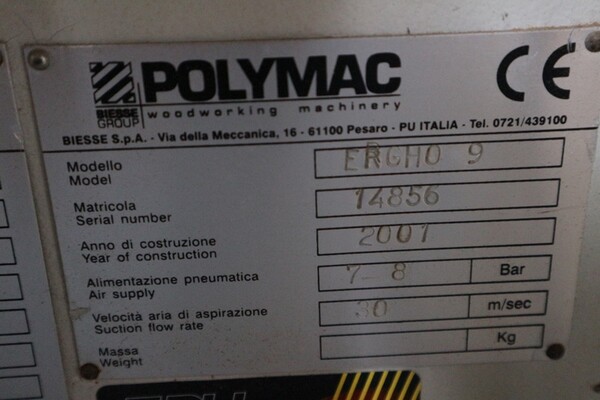 POLYMAC
BIESSE
GROUP
woodworking machinery
CE
BIESSE S.p.A. - Via della Meccanica, 16 - 61100 Pesaro - PU ITALIA - Tel. 0721/439100
Modello
Model
ERGHO 9
Matricola
Serial number
14856
Anno di costruzione
Year of construction
2001
Alimentazione pneumatica
Air supply
7-8 Bar
Velocità aria di aspirazione
Suction flow rate
30 m/sec
Massa
Weight
Kg